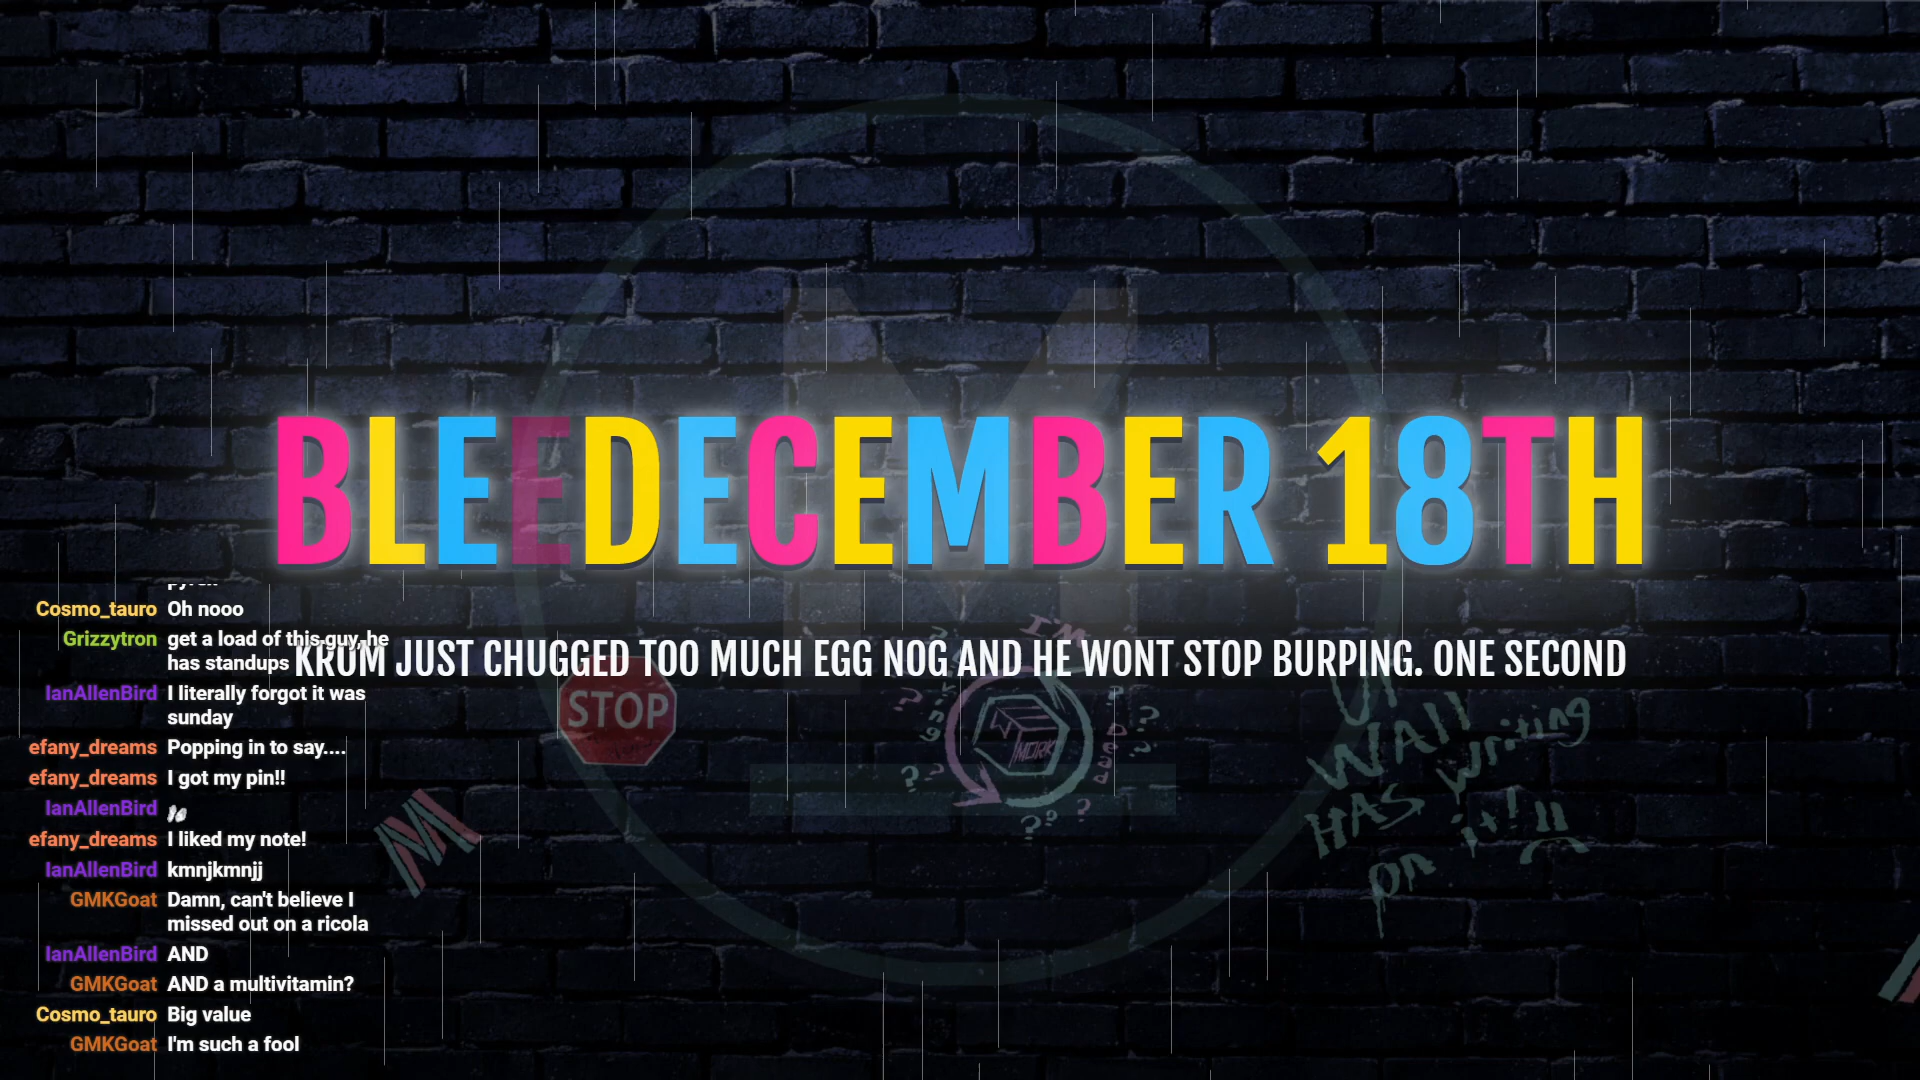 BLEEDECEMBER 18TH
KRUM JUST CHUGGED TOO MUCH EGG NOG AND HE WONT STOP BURPING. ONE SECOND
Cosmo_tauro Oh nooo
Grizzytron get a load of this guy, he
has standups
IanAllenBird I literally forgot it was
sunday
efany_dreams Popping in to say....
efany_dreams I got my pin!!
IanAllenBird
efany_dreams I liked my note!
IanAllenBird kmnjkmnjj
GMKGoat Damn, can't believe I
missed out on a ricola
IanAllenBird AND
GMKGoat AND a multivitamin?
Cosmo_tauro Big value
GMKGoat I'm such a fool
M
STOP
I'M
M
WALL
HAS writing
on it!!!